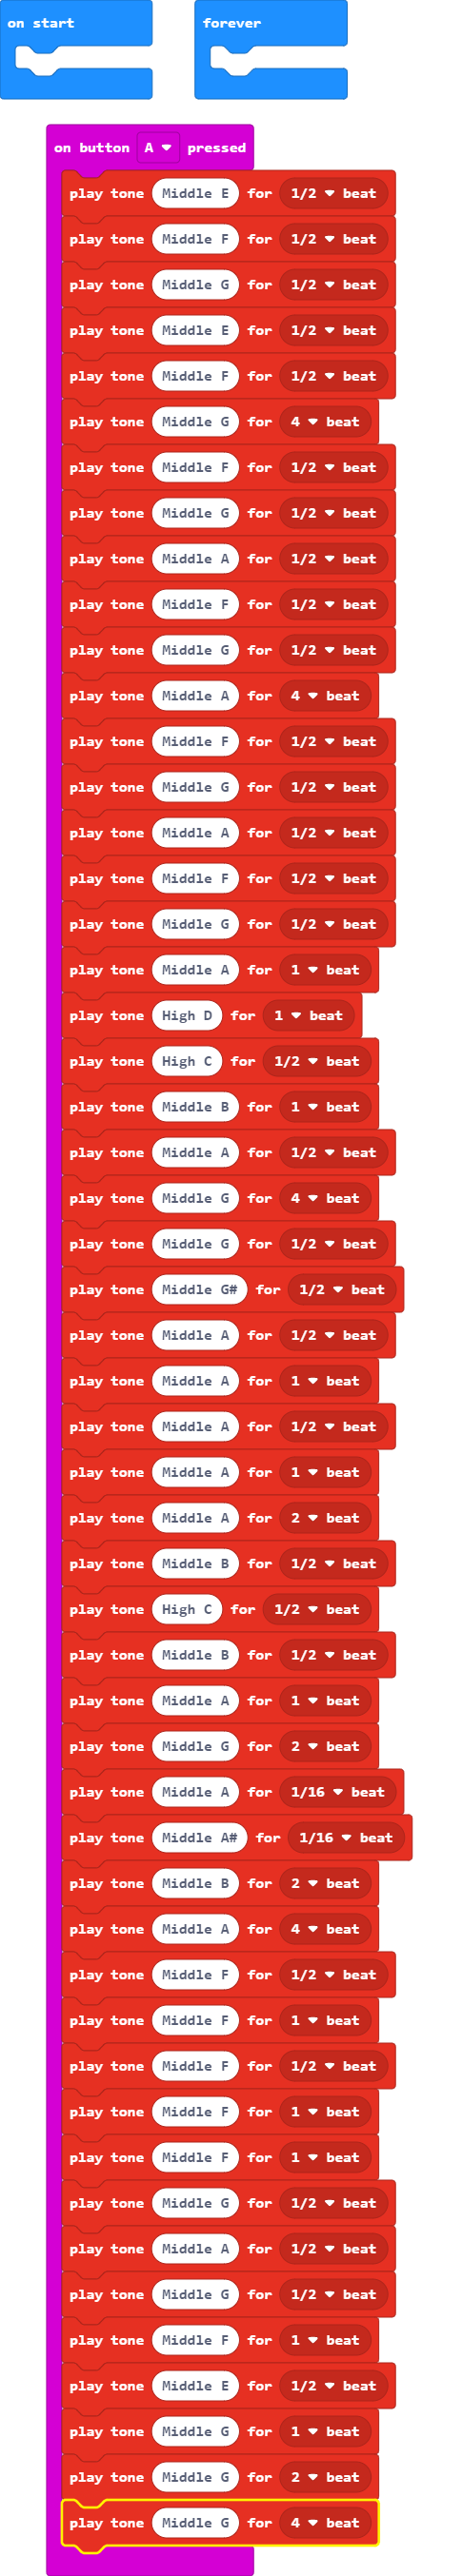 on start forever
on button A pressed
play tone Middle E for 1/2 beat
play tone Middle F for 1/2 beat
play tone Middle G for 1/2 beat
play tone Middle E for 1/2 beat
play tone Middle F for 1/2 beat
play tone Middle G for 4 beat
play tone Middle F for 1/2 beat
play tone Middle G for 1/2 beat
play tone Middle A for 1/2 beat
play tone Middle F for 1/2 beat
play tone Middle G for 1/2 beat
play tone Middle A for 4 beat
play tone Middle F for 1/2 beat
play tone Middle G for 1/2 beat
play tone Middle A for 1/2 beat
play tone Middle F for 1/2 beat
play tone Middle G for 1/2 beat
play tone Middle A for 1 beat
play tone High D for 1 beat
play tone High C for 1/2 beat
play tone Middle B for 1 beat
play tone Middle A for 1/2 beat
play tone Middle G for 4 beat
play tone Middle G for 1/2 beat
play tone Middle G# for 1/2 beat
play tone Middle A for 1/2 beat
play tone Middle A for 1 beat
play tone Middle A for 1/2 beat
play tone Middle A for 1 beat
play tone Middle A for 2 beat
play tone Middle B for 1/2 beat
play tone High C for 1/2 beat
play tone Middle B for 1/2 beat
play tone Middle A for 1 beat
play tone Middle G for 2 beat
play tone Middle A for 1/16 beat
play tone Middle A# for 1/16 beat
play tone Middle B for 2 beat
play tone Middle A for 4 beat
play tone Middle F for 1/2 beat
play tone Middle F for 1 beat
play tone Middle F for 1/2 beat
play tone Middle F for 1 beat
play tone Middle F for 1 beat
play tone Middle G for 1/2 beat
play tone Middle A for 1/2 beat
play tone Middle G for 1/2 beat
play tone Middle F for 1 beat
play tone Middle E for 1/2 beat
play tone Middle G for 1 beat
play tone Middle G for 2 beat
play tone Middle G for 4 beat